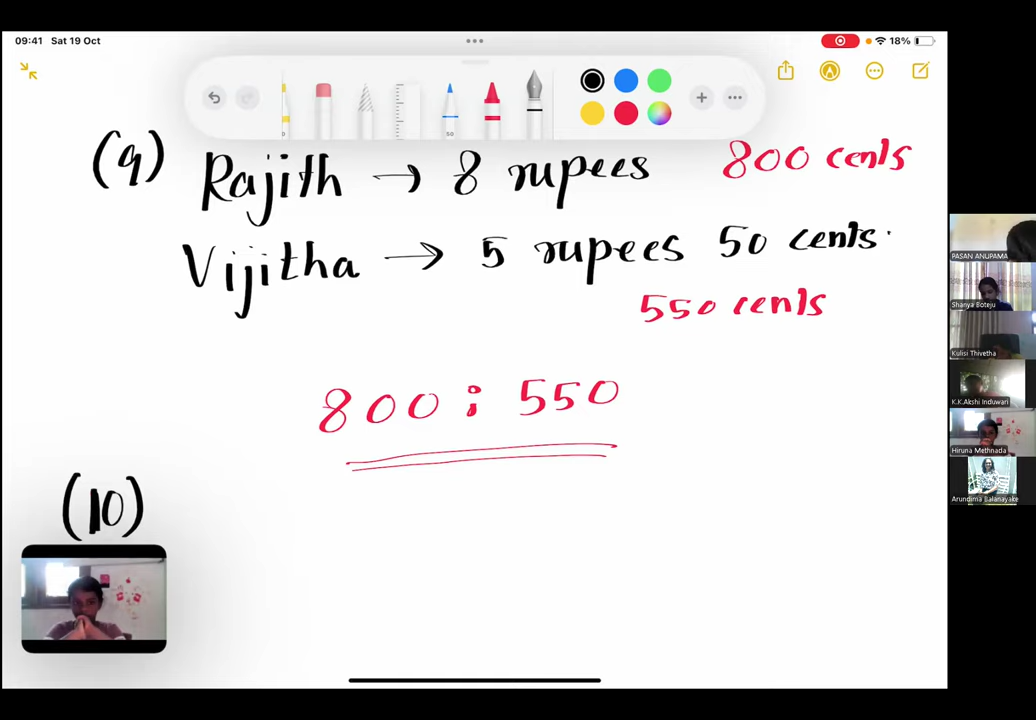 09:41 Sat 19 Oct
18%
50
(9) Rajith → 8 rupees 800 cents
Vijitha → 5 rupees 50 cents.
550 cents
800 : 550
(10)
PASAN ANUPAMA
Shanya Boteju
Kulisi Thivetha
K.K.Akshi Induwari
Hiruna Methnada
Arundima Balanayake